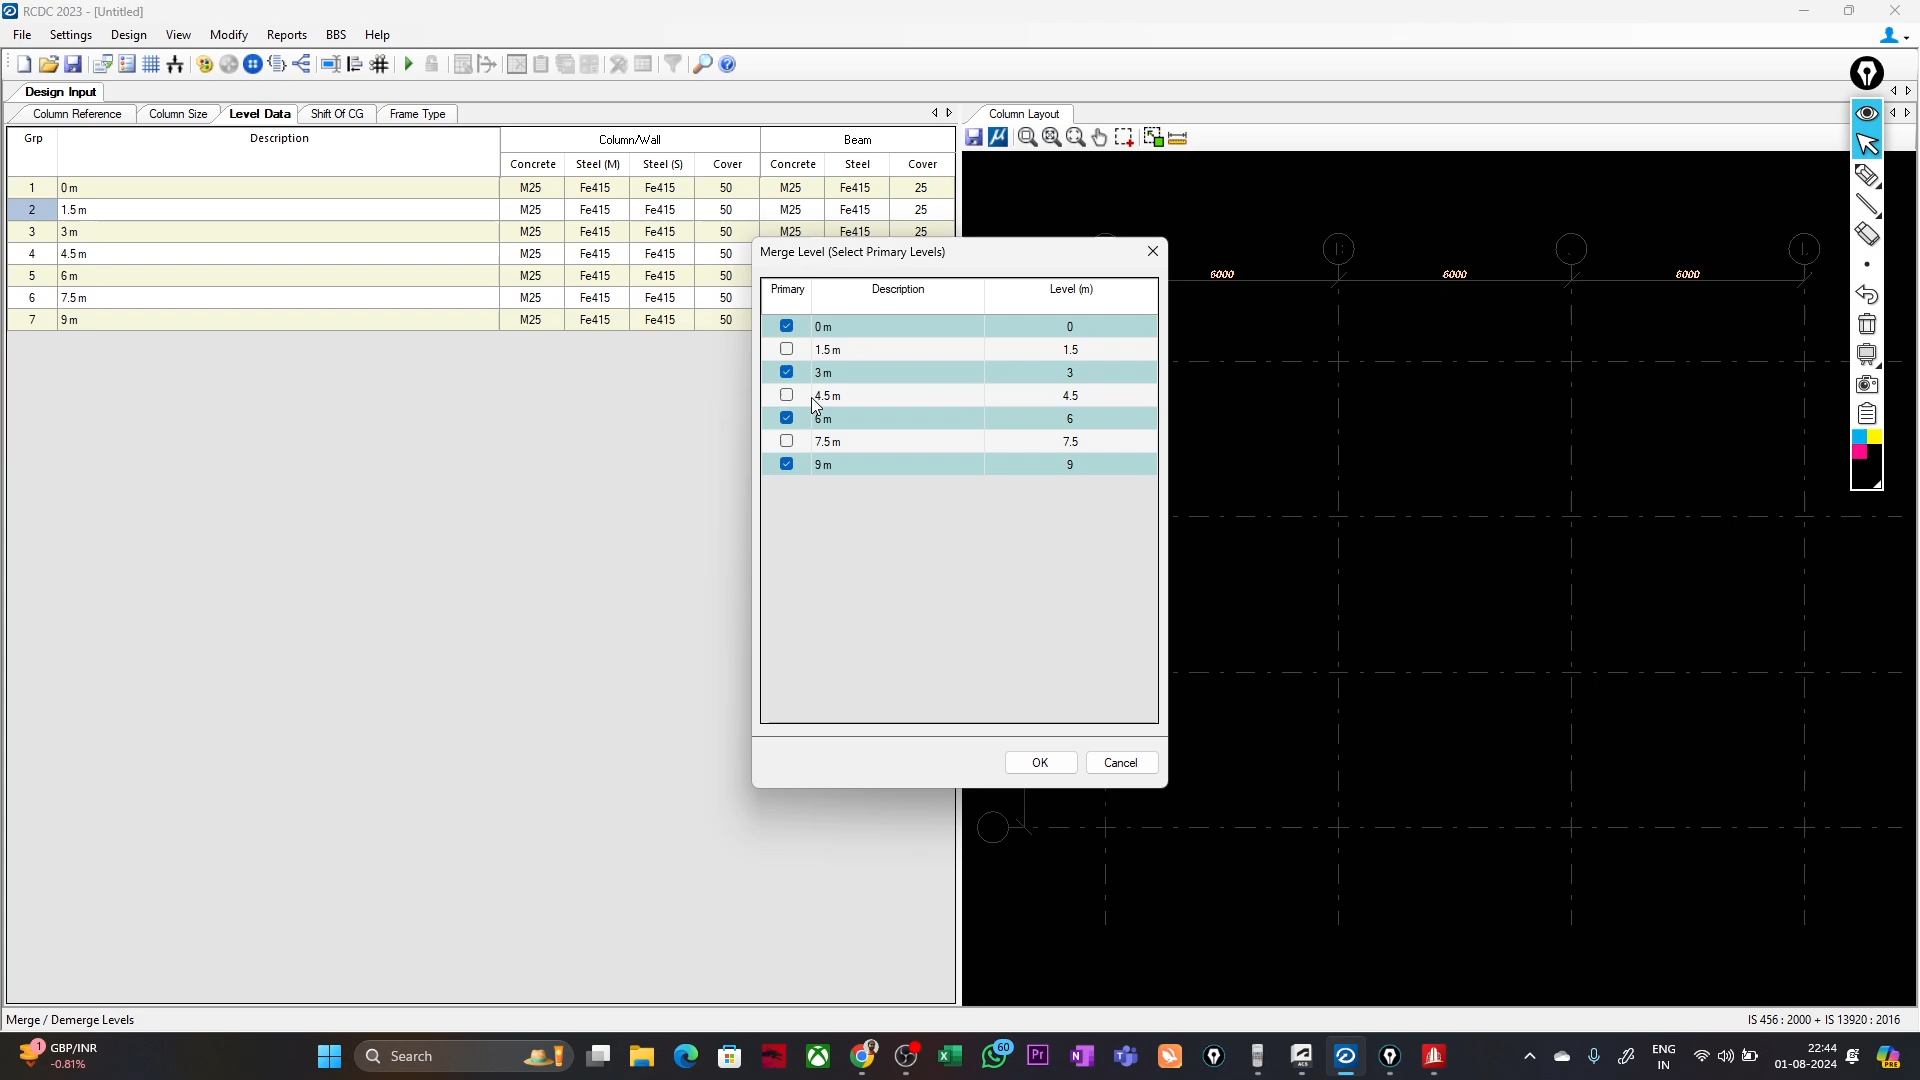 RCDC 2023 - [Untitled]
File Settings Design View Modify Reports BBS Help
Design Input
Column Reference Column Size Level Data Shift Of CG Frame Type
Column Layout
Grp Description Column/Wall Beam
Concrete Steel (M) Steel (S) Cover Concrete Steel Cover
1 0 m M25 Fe415 Fe415 50 M25 Fe415 25
2 1.5 m M25 Fe415 Fe415 50 M25 Fe415 25
3 3 m M25 Fe415 Fe415 50 M25 Fe415 25
4 4.5 m M25 Fe415 Fe415 50
5 6 m M25 Fe415 Fe415 50
6 7.5 m M25 Fe415 Fe415 50
7 9 m M25 Fe415 Fe415 50
Merge Level (Select Primary Levels)
Primary Description Level (m)
0 m 0
1.5 m 1.5
3 m 3
4.5 m 4.5
6 m 6
7.5 m 7.5
9 m 9
OK Cancel
6000 6000 6000
Merge / Demerge Levels
IS 456 : 2000 + IS 13920 : 2016
1
GBP/INR
-0.81%
Search
60
ENG
IN
22:44
01-08-2024
PRE